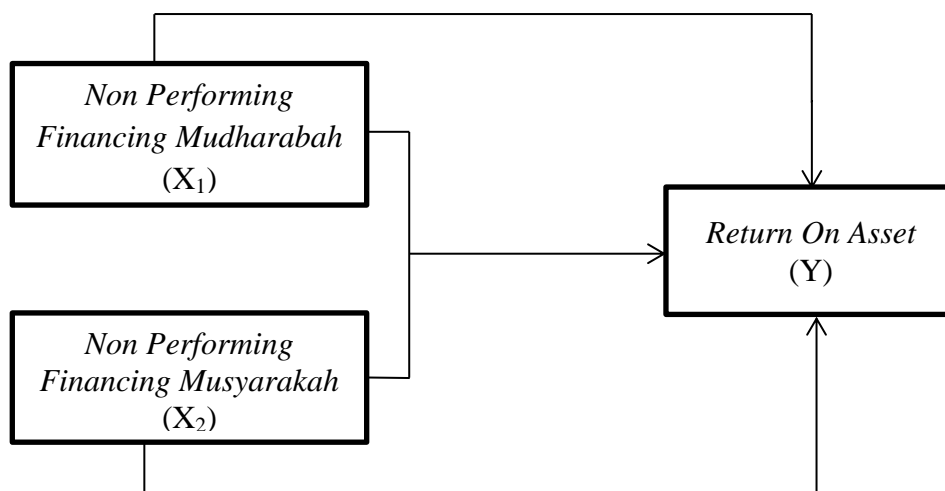 Non Performing
Financing Mudharabah
(X₁)
Return On Asset
(Y)
Non Performing
Financing Musyarakah
(X₂)